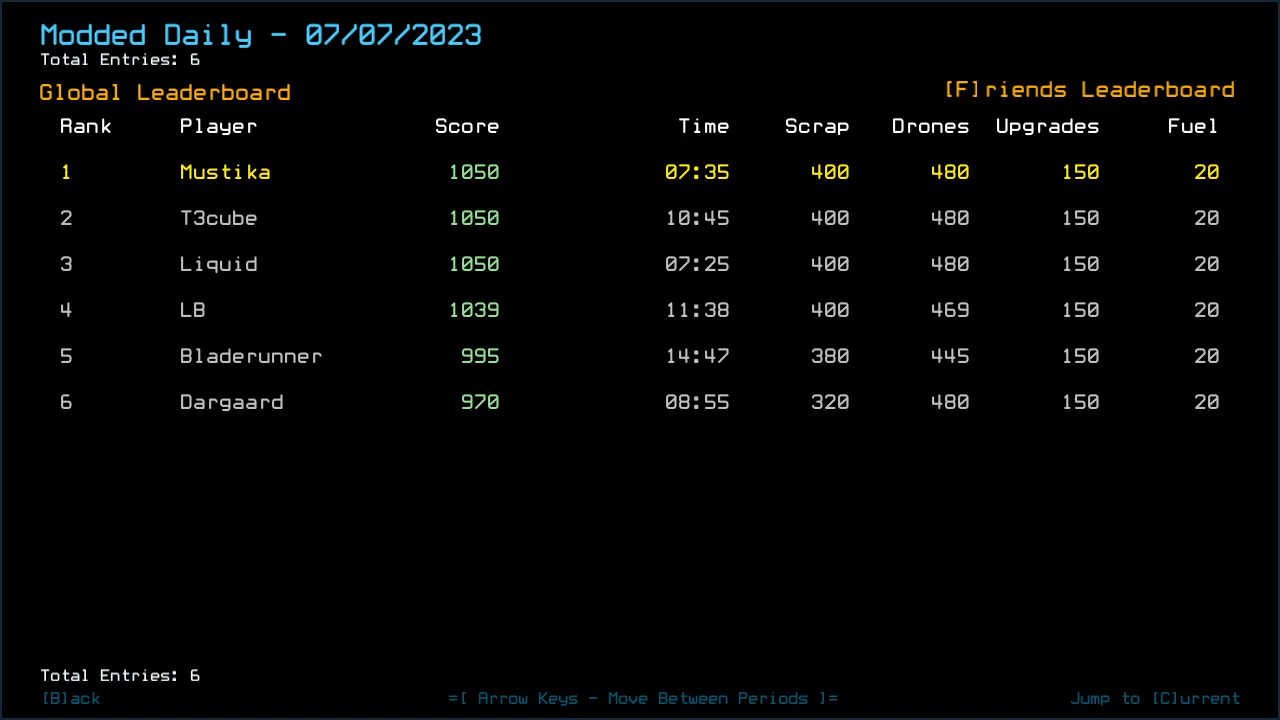 Modded Daily - 07/07/2023
Total Entries: 6
Global Leaderboard [F]riends Leaderboard
Rank Player Score Time Scrap Drones Upgrades Fuel
1 Mustika 1050 07:35 400 480 150 20
2 T3cube 1050 10:45 400 480 150 20
3 Liquid 1050 07:25 400 480 150 20
4 LB 1039 11:38 400 469 150 20
5 Bladerunner 995 14:47 380 445 150 20
6 Dargaard 970 08:55 320 480 150 20
Total Entries: 6
[B]ack =[ Arrow Keys - Move Between Periods ]= Jump to [C]urrent